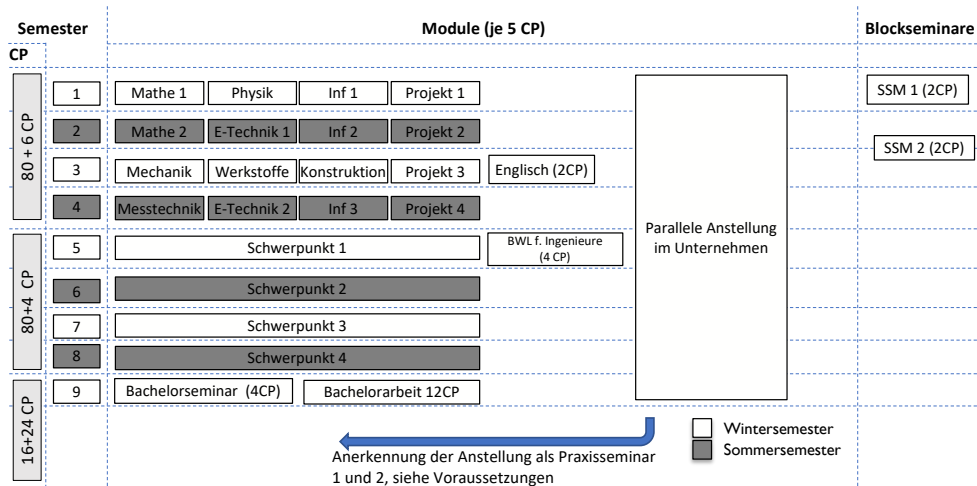 Semester Module (je 5 CP) Blockseminare
CP
80 + 6 CP
1 Mathe 1 Physik Inf 1 Projekt 1 SSM 1 (2CP)
2 Mathe 2 E-Technik 1 Inf 2 Projekt 2
SSM 2 (2CP)
3 Mechanik Werkstoffe Konstruktion Projekt 3 Englisch (2CP)
4 Messtechnik E-Technik 2 Inf 3 Projekt 4
Parallele Anstellung
im Unternehmen
80+4 CP
5 Schwerpunkt 1 BWL f. Ingenieure
(4 CP)
6 Schwerpunkt 2
7 Schwerpunkt 3
8 Schwerpunkt 4
16+24 CP
9 Bachelorseminar (4CP) Bachelorarbeit 12CP
Anerkennung der Anstellung als Praxisseminar
1 und 2, siehe Voraussetzungen
Wintersemester
Sommersemester